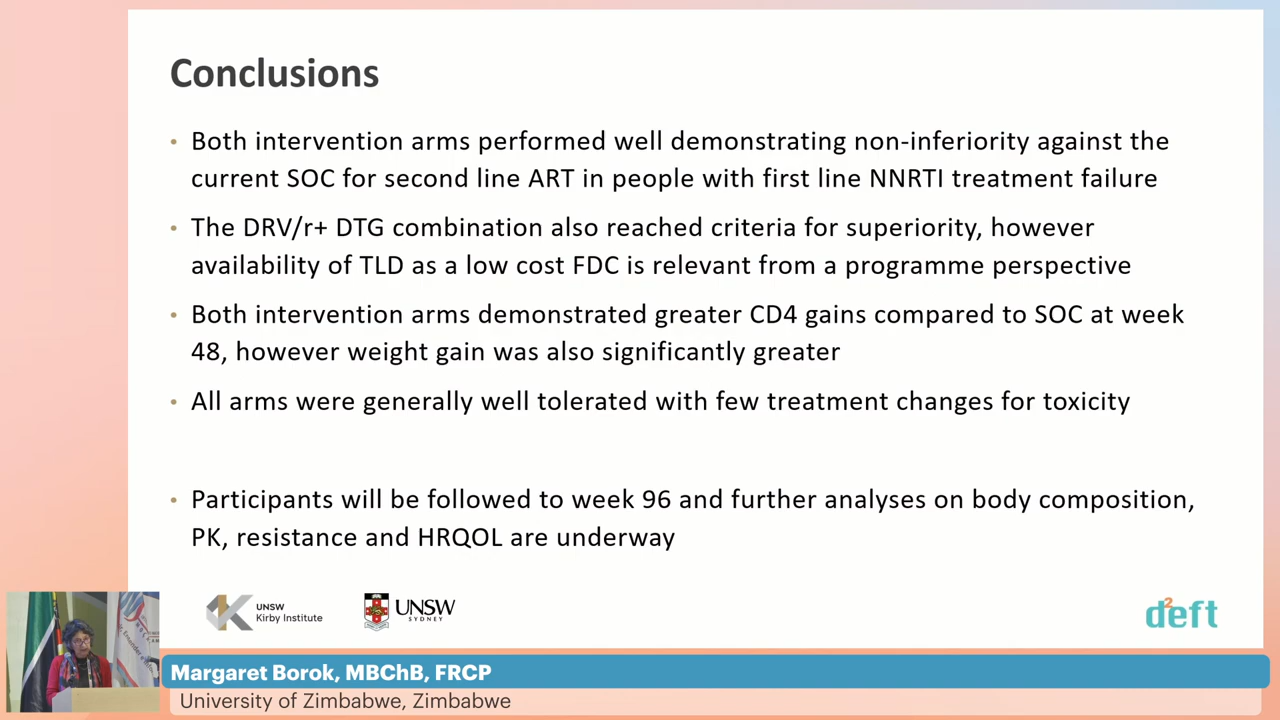 Conclusions
• Both intervention arms performed well demonstrating non-inferiority against the
current SOC for second line ART in people with first line NNRTI treatment failure
• The DRV/r+ DTG combination also reached criteria for superiority, however
availability of TLD as a low cost FDC is relevant from a programme perspective
• Both intervention arms demonstrated greater CD4 gains compared to SOC at week
48, however weight gain was also significantly greater
• All arms were generally well tolerated with few treatment changes for toxicity
• Participants will be followed to week 96 and further analyses on body composition,
PK, resistance and HRQOL are underway
UNSW
Kirby Institute
UNSW
SYDNEY
d2eft
Margaret Borok, MBChB, FRCP
University of Zimbabwe, Zimbabwe